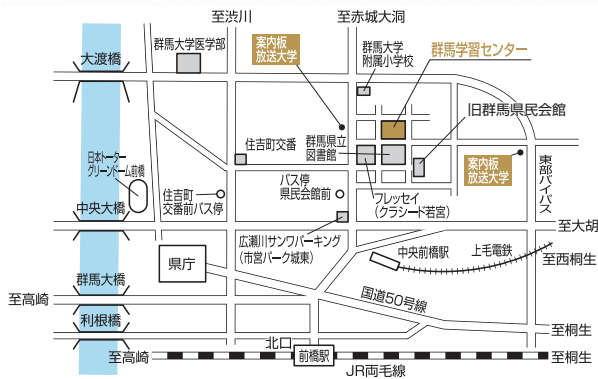 至渋川
至赤城大洞
群馬大学医学部
案内板
放送大学
群馬大学
附属小学校
群馬学習センター
大渡橋
旧群馬県民会館
住吉町交番
群馬県立
図書館
日本トーター
グリーンドーム前橋
案内板
放送大学
東部バイパス
住吉町
交番前バス停
バス停
県民会館前
フレッセイ
(クラシード若宮)
中央大橋
至大胡
広瀬川サンワパーキング
(市営パーク城東)
中央前橋駅
上毛電鉄
至西桐生
県庁
群馬大橋
国道50号線
至高崎
利根橋
至桐生
北口
至高崎
前橋駅
至桐生
JR両毛線